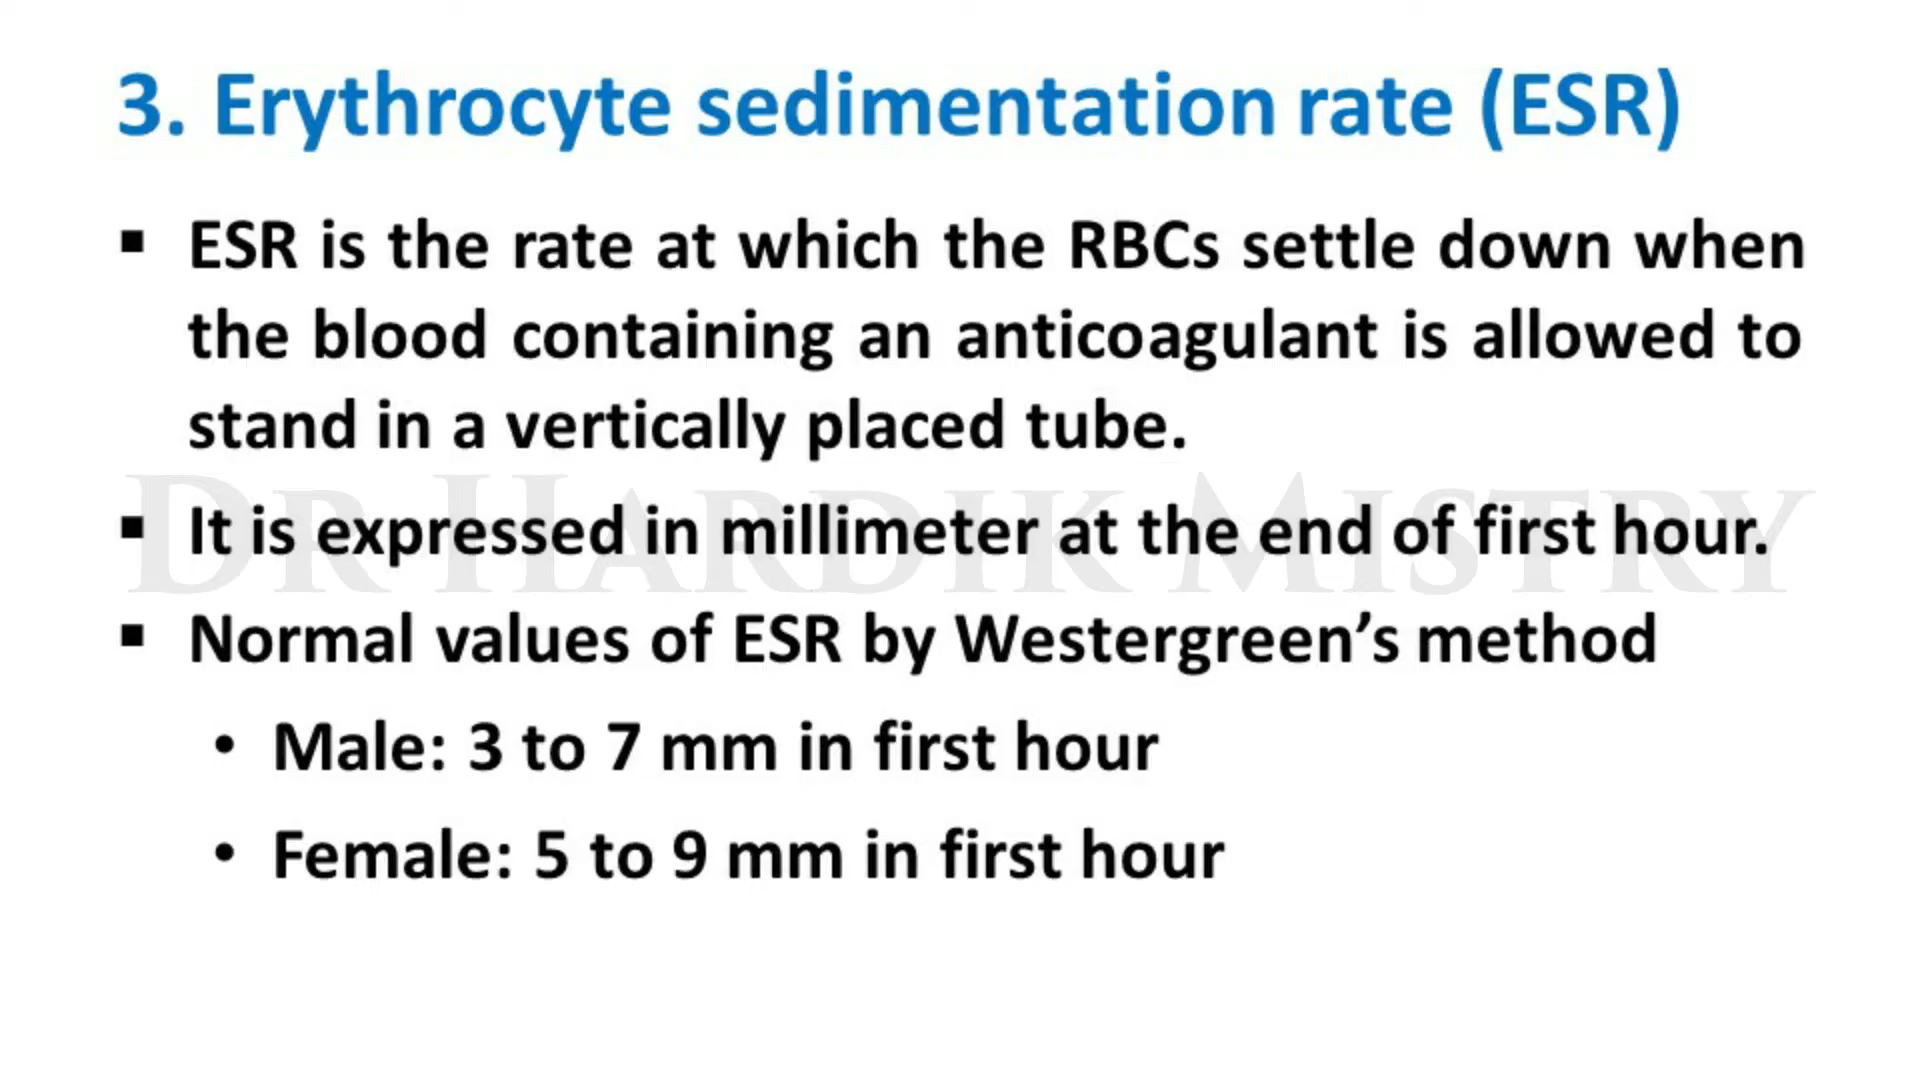 3. Erythrocyte sedimentation rate (ESR)
▪ ESR is the rate at which the RBCs settle down when
the blood containing an anticoagulant is allowed to
stand in a vertically placed tube.
DR HARDIK MISTRY
▪ It is expressed in millimeter at the end of first hour.
▪ Normal values of ESR by Westergreen’s method
• Male: 3 to 7 mm in first hour
• Female: 5 to 9 mm in first hour